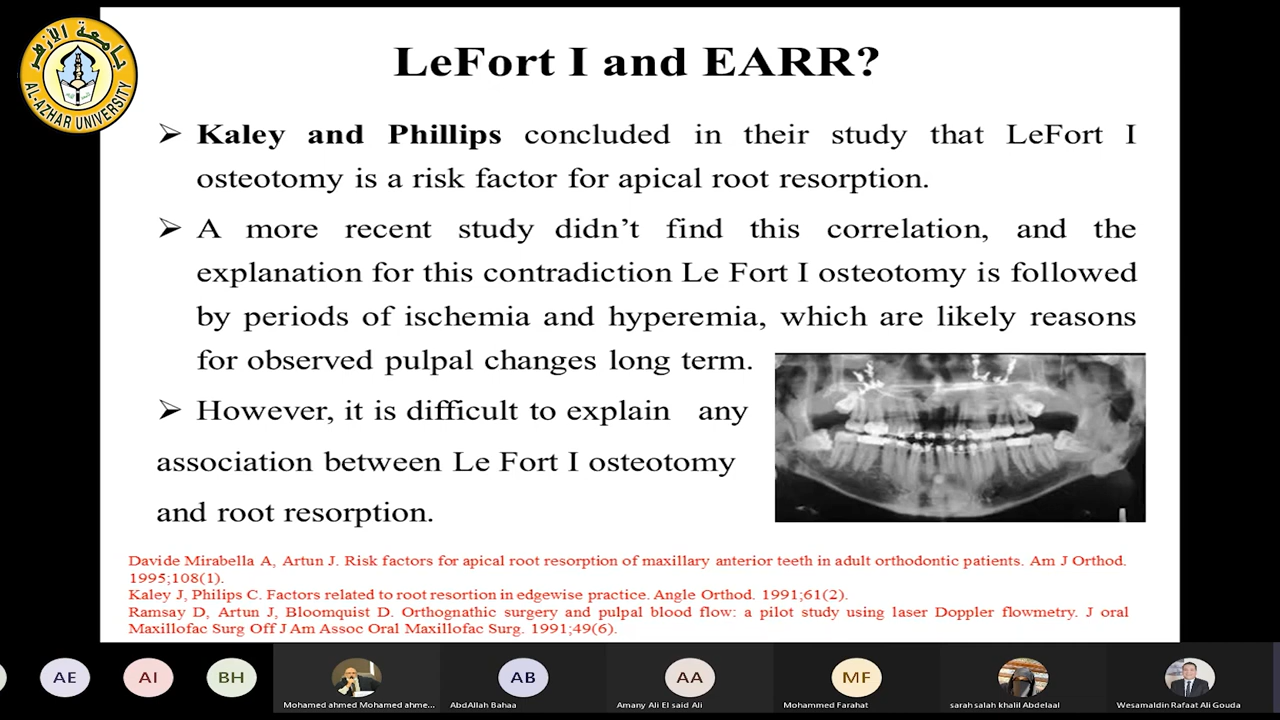 جامعة الأزهر
AL-AZHAR UNIVERSITY
LeFort I and EARR?
➢ Kaley and Phillips concluded in their study that LeFort I
osteotomy is a risk factor for apical root resorption.
➢ A more recent study didn’t find this correlation, and the
explanation for this contradiction Le Fort I osteotomy is followed
by periods of ischemia and hyperemia, which are likely reasons
for observed pulpal changes long term.
➢ However, it is difficult to explain any
association between Le Fort I osteotomy
and root resorption.
Davide Mirabella A, Artun J. Risk factors for apical root resorption of maxillary anterior teeth in adult orthodontic patients. Am J Orthod.
1995;108(1).
Kaley J, Philips C. Factors related to root resortion in edgewise practice. Angle Orthod. 1991;61(2).
Ramsay D, Artun J, Bloomquist D. Orthognathic surgery and pulpal blood flow: a pilot study using laser Doppler flowmetry. J oral
Maxillofac Surg Off J Am Assoc Oral Maxillofac Surg. 1991;49(6).
AE AI BH AB AA MF
Mohamed ahmed Mohamed ahme... AbdAllah Bahaa Amany Ali El said Ali Mohammed Farahat sarah salah khalil Abdelaal Wesamaldin Rafaat Ali Gouda